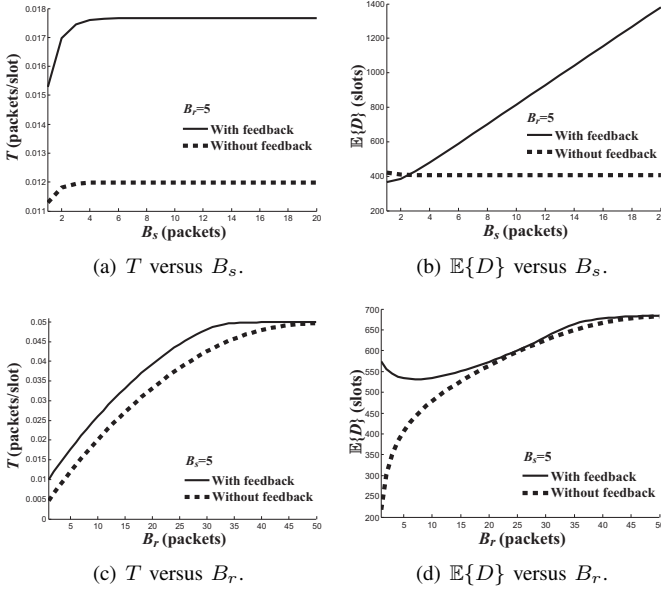 0.018
0.017
0.016
0.015
0.014
0.013
0.012
0.011
T (packets/slot)
B_r=5
With feedback
Without feedback
2 4 6 8 10 12 14 16 18 20
B_s (packets)
(a) T versus B_s.
1400
1200
1000
800
600
400
200
𝔼{D} (slots)
B_r=5
With feedback
Without feedback
2 4 6 8 10 12 14 16 18 20
B_s (packets)
(b) 𝔼{D} versus B_s.
0.05
0.045
0.04
0.035
0.03
0.025
0.02
0.015
0.01
0.005
0
T (packets/slot)
B_s=5
With feedback
Without feedback
5 10 15 20 25 30 35 40 45 50
B_r (packets)
(c) T versus B_r.
700
650
600
550
500
450
400
350
300
250
200
𝔼{D} (slots)
B_s=5
With feedback
Without feedback
5 10 15 20 25 30 35 40 45 50
B_r (packets)
(d) 𝔼{D} versus B_r.